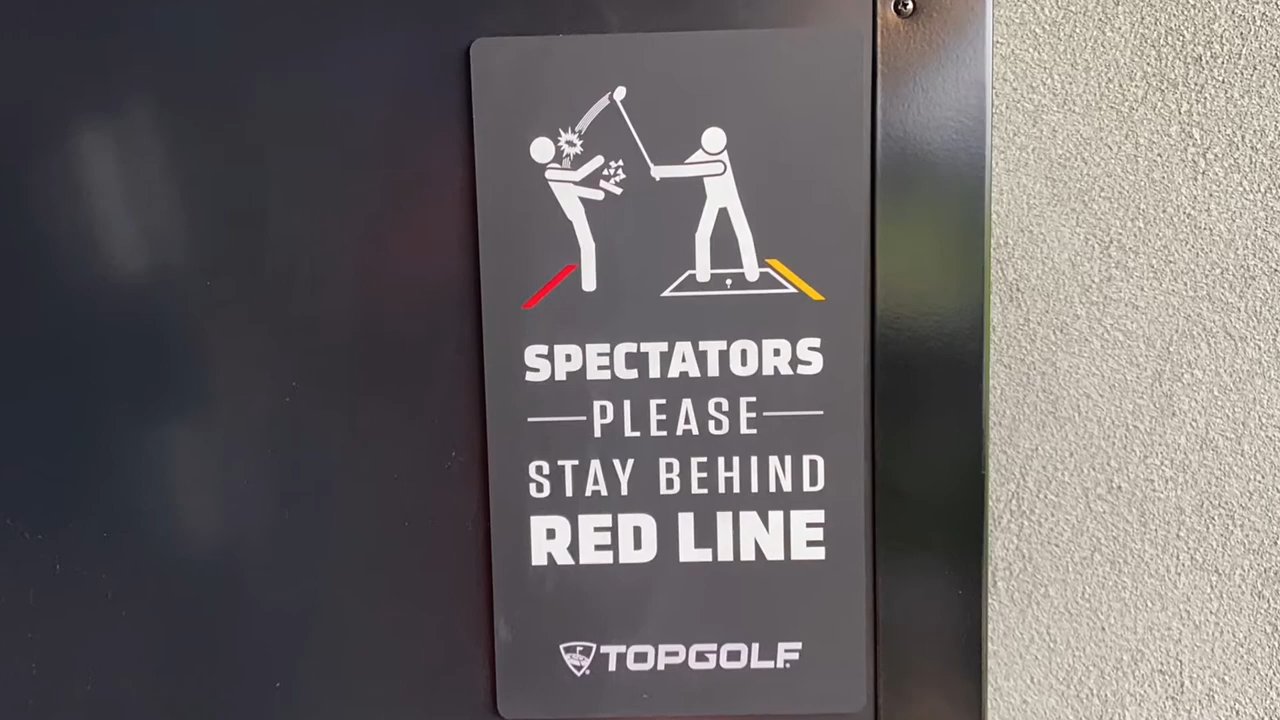 SPECTATORS
PLEASE
STAY BEHIND
RED LINE
TOPGOLF